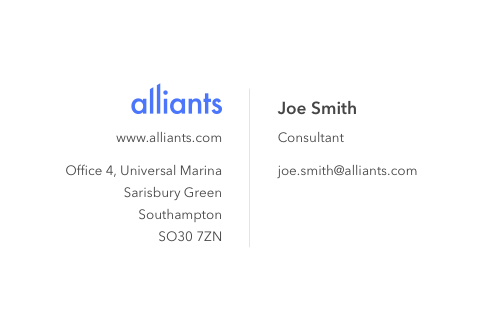 alliants
www.alliants.com
Office 4, Universal Marina
Sarisbury Green
Southampton
SO30 7ZN
Joe Smith
Consultant
joe.smith@alliants.com